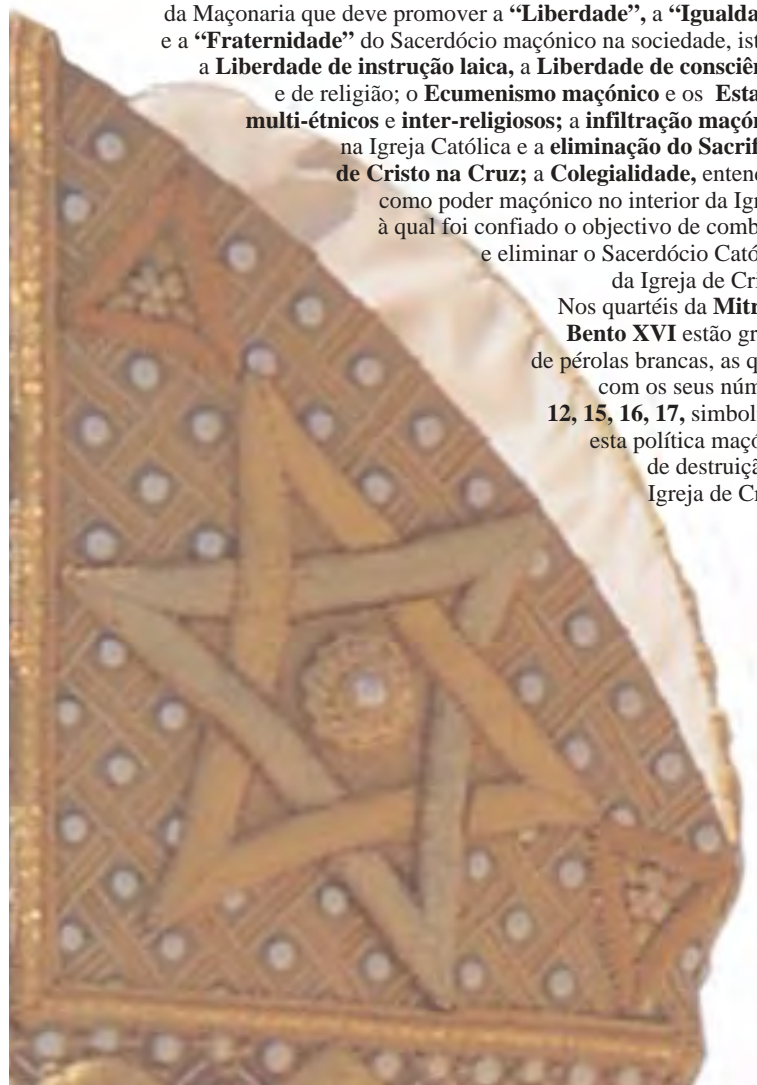 da Maçonaria que deve promover a “Liberdade”, a “Igualda
e a “Fraternidade” do Sacerdócio maçónico na sociedade, ist
a Liberdade de instrução laica, a Liberdade de consciên
e de religião; o Ecumenismo maçónico e os Esta
multi-étnicos e inter-religiosos; a infiltração maçón
na Igreja Católica e a eliminação do Sacrif
de Cristo na Cruz; a Colegialidade, enten
como poder maçónico no interior da Igr
à qual foi confiado o objectivo de comb
e eliminar o Sacerdócio Cató
da Igreja de Cri
Nos quartéis da Mitr
Bento XVI estão gr
de pérolas brancas, as q
com os seus núm
12, 15, 16, 17, simbol
esta política maçó
de destruiçã
Igreja de Cr